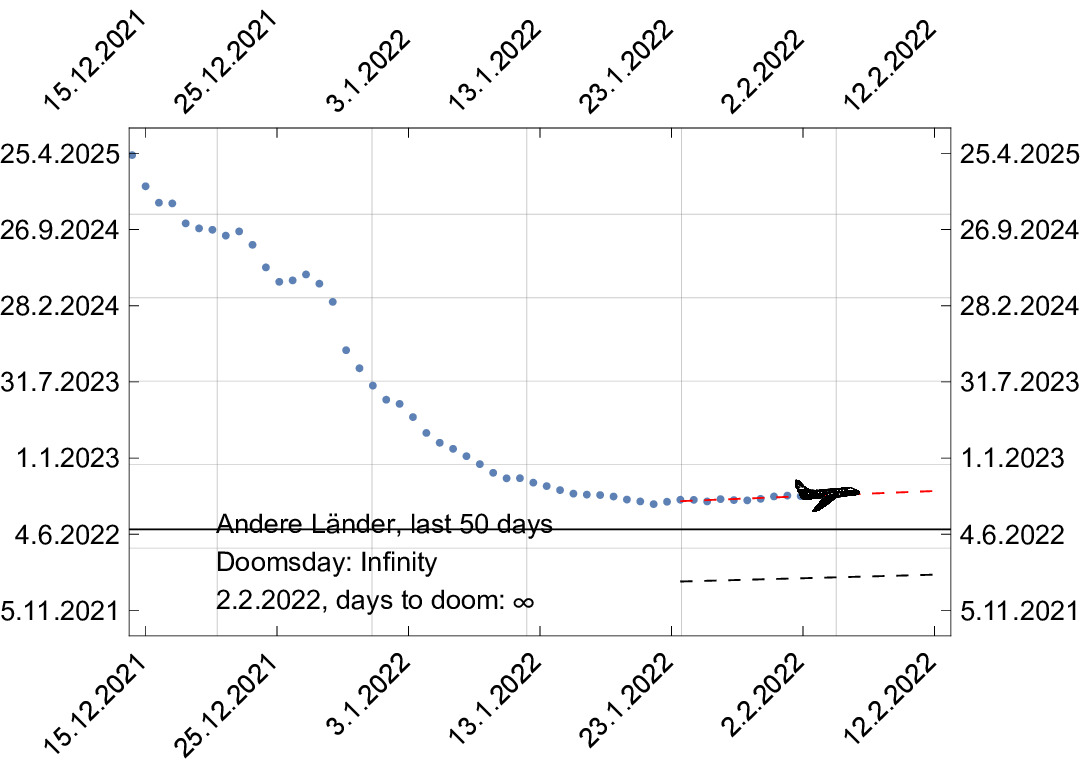 15.12.2021 25.12.2021 3.1.2022 13.1.2022 23.1.2022 2.2.2022 12.2.2022
25.4.2025 25.4.2025
26.9.2024 26.9.2024
28.2.2024 28.2.2024
31.7.2023 31.7.2023
1.1.2023 1.1.2023
Andere Länder, last 50 days
4.6.2022 4.6.2022
Doomsday: Infinity
2.2.2022, days to doom: ∞
5.11.2021 5.11.2021
15.12.2021 25.12.2021 3.1.2022 13.1.2022 23.1.2022 2.2.2022 12.2.2022